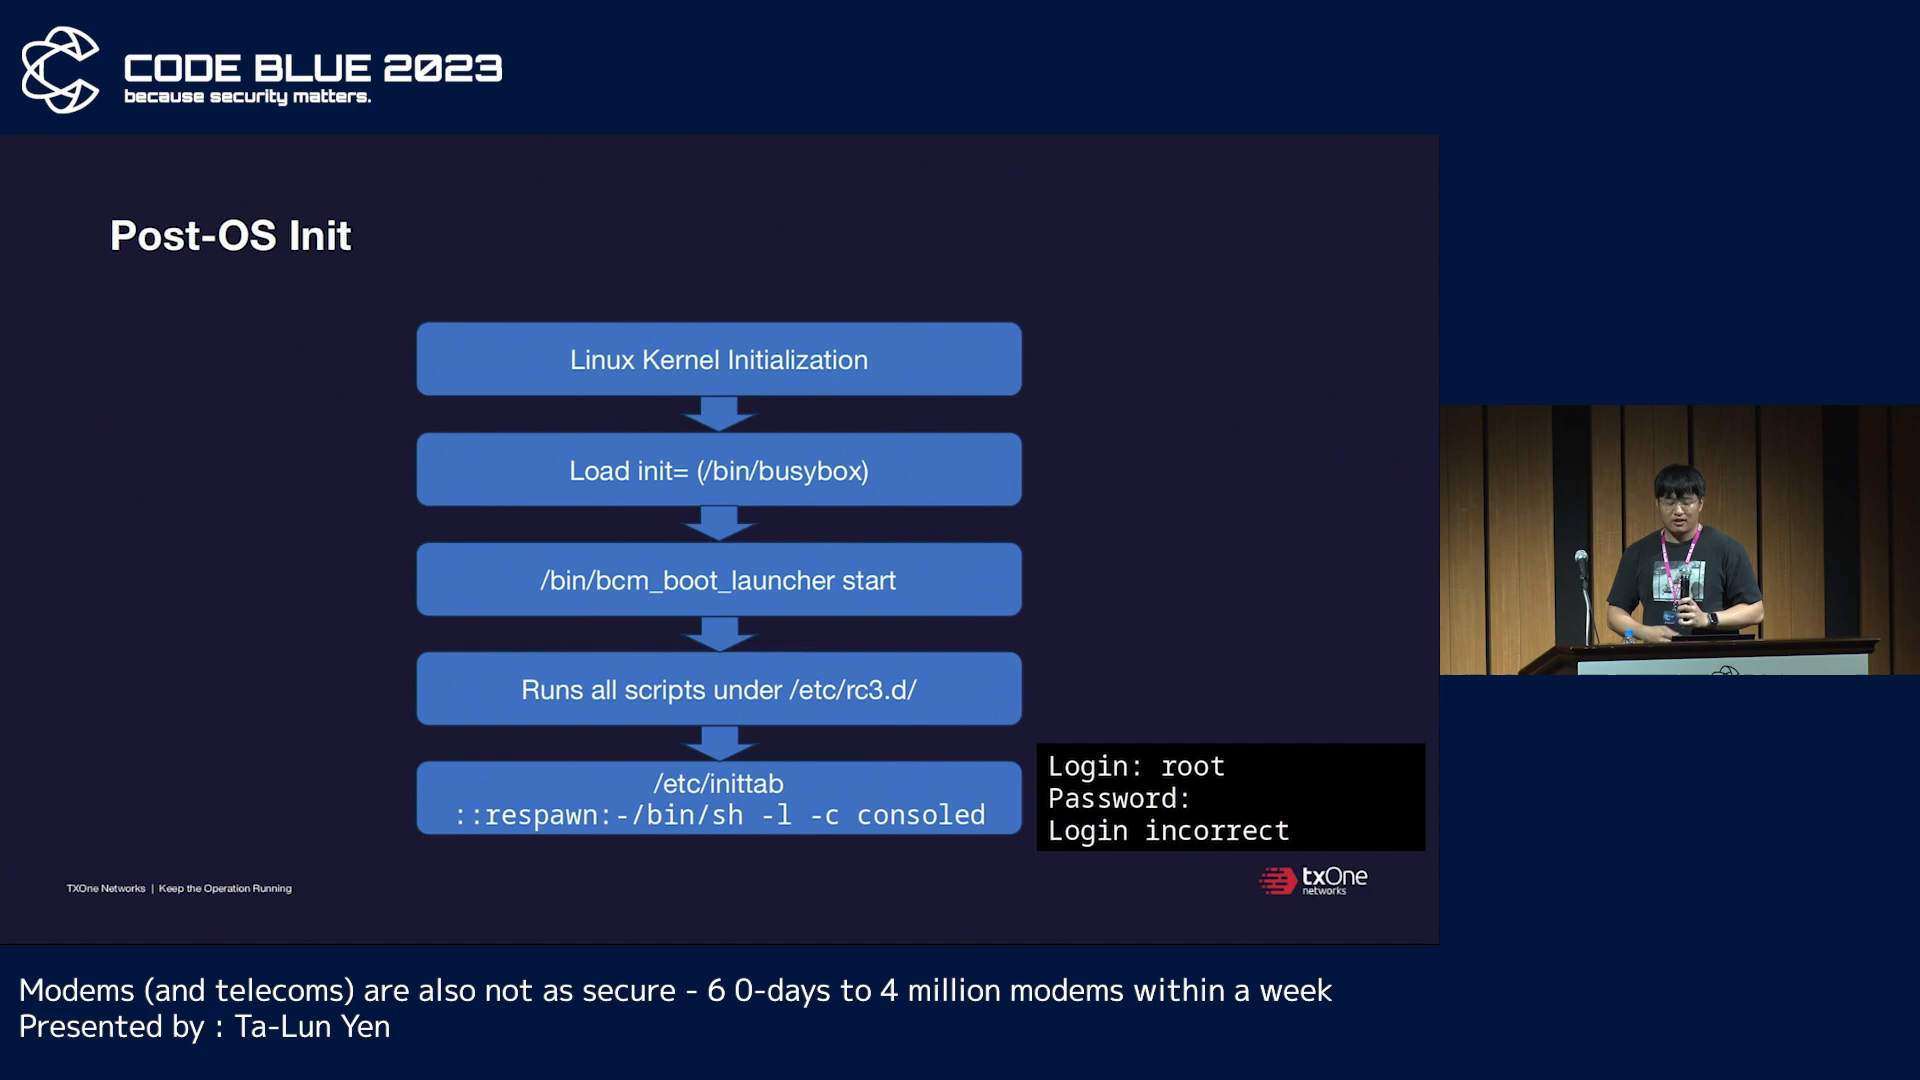 CODE BLUE 2023
because security matters.
Post-OS Init
Linux Kernel Initialization
Load init= (/bin/busybox)
/bin/bcm_boot_launcher start
Runs all scripts under /etc/rc3.d/
/etc/inittab
::respawn:-/bin/sh -l -c consoled
Login: root
Password:
Login incorrect
TXOne Networks | Keep the Operation Running
txOne
networks
Modems (and telecoms) are also not as secure - 6 0-days to 4 million modems within a week
Presented by : Ta-Lun Yen